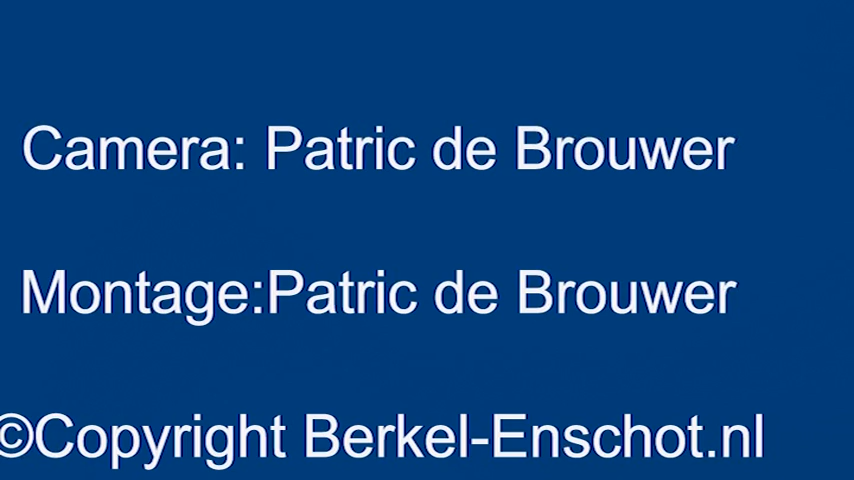 Camera: Patric de Brouwer
Montage:Patric de Brouwer
©Copyright Berkel-Enschot.nl